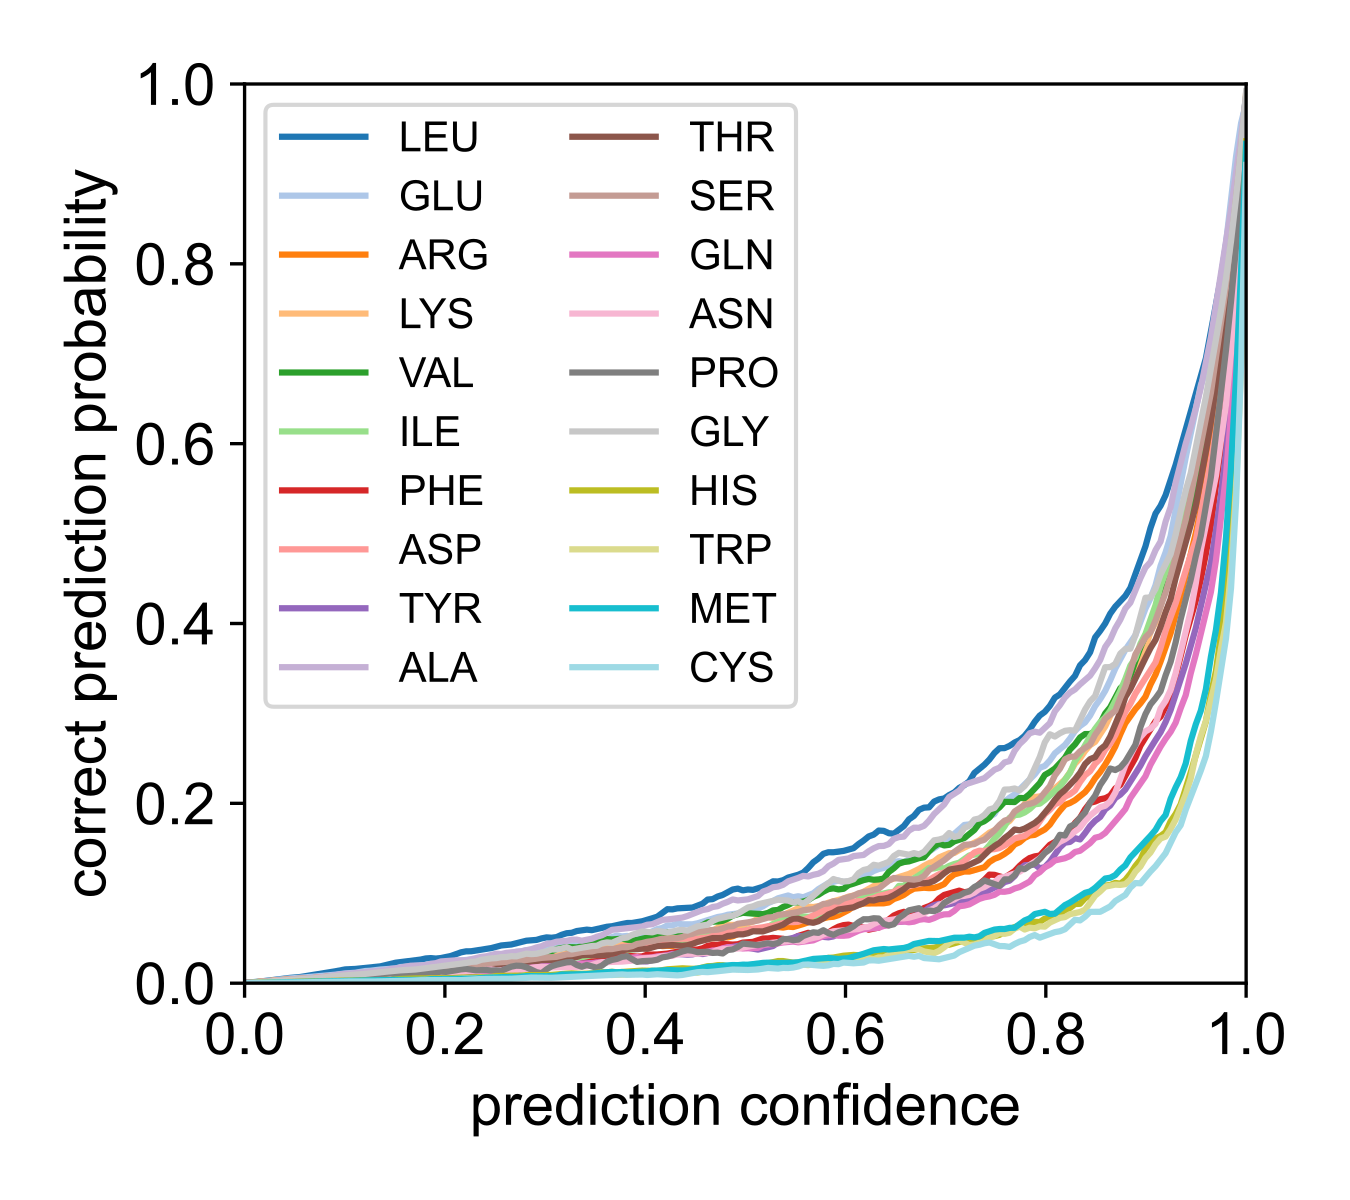 correct prediction probability
1.0
0.8
0.6
0.4
0.2
0.0
LEU
GLU
ARG
LYS
VAL
ILE
PHE
ASP
TYR
ALA
THR
SER
GLN
ASN
PRO
GLY
HIS
TRP
MET
CYS
0.0 0.2 0.4 0.6 0.8 1.0
prediction confidence